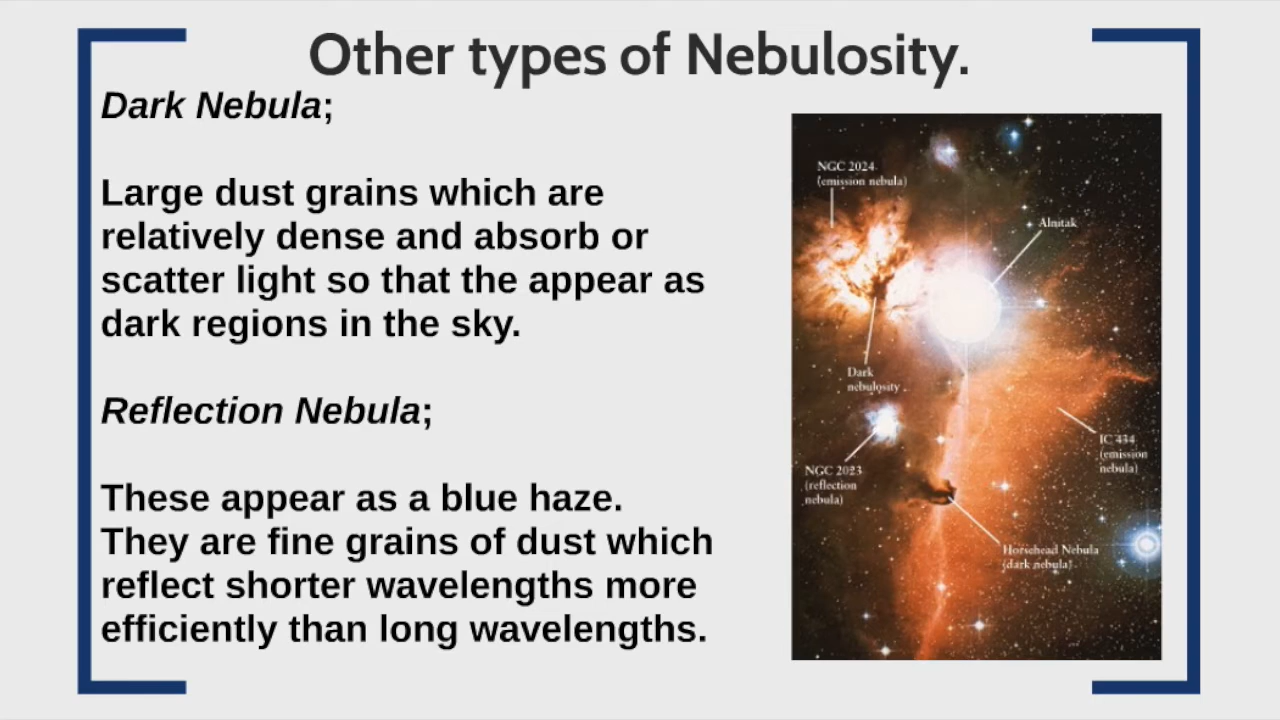 Other types of Nebulosity.
Dark Nebula;
Large dust grains which are
relatively dense and absorb or
scatter light so that the appear as
dark regions in the sky.
Reflection Nebula;
These appear as a blue haze.
They are fine grains of dust which
reflect shorter wavelengths more
efficiently than long wavelengths.
NGC 2024
(emission nebula)
Alnitak
Dark
nebulosity
IC 434
(emission
nebula)
NGC 2023
(reflection
nebula)
Horsehead Nebula
(dark nebula)